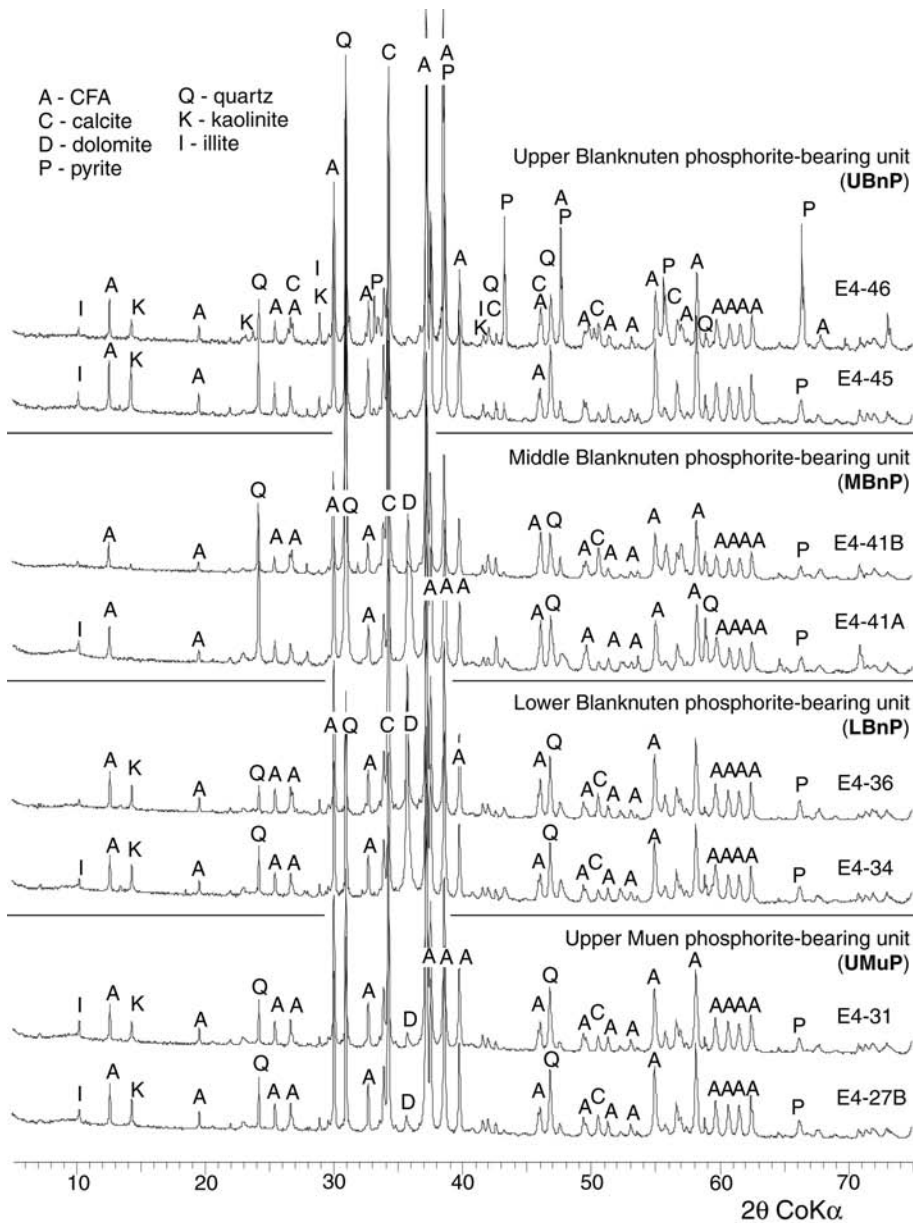 A - CFA
C - calcite
D - dolomite
P - pyrite
Q - quartz
K - kaolinite
I - illite
Q
C
A
A
P
Upper Blanknuten phosphorite-bearing unit
(UBnP)
A
P
A
P
P
I A K A K Q A C A I K A P A I K Q C C A Q A C A A A P C A A Q A A A A A
E4-46
I A K A A P
E4-45
Middle Blanknuten phosphorite-bearing unit
(MBnP)
Q
A Q C D
A A A A A A Q A C A A A A A A A A P
E4-41B
A A A
I A A A A Q A A A A A Q A A A A P
E4-41A
Lower Blanknuten phosphorite-bearing unit
(LBnP)
A Q C D
A K A Q A A A A A Q A C A A A A A A A P
E4-36
I A K A Q A A A A Q A C A A A A A A A P
E4-34
Upper Muen phosphorite-bearing unit
(UMuP)
A A A
I A K A Q A A A D A Q A C A A A A A A A A P
E4-31
I A K A Q A A A D A Q A C A A A A A A A A P
E4-27B
10 20 30 40 50 60 70
2θ CoKα